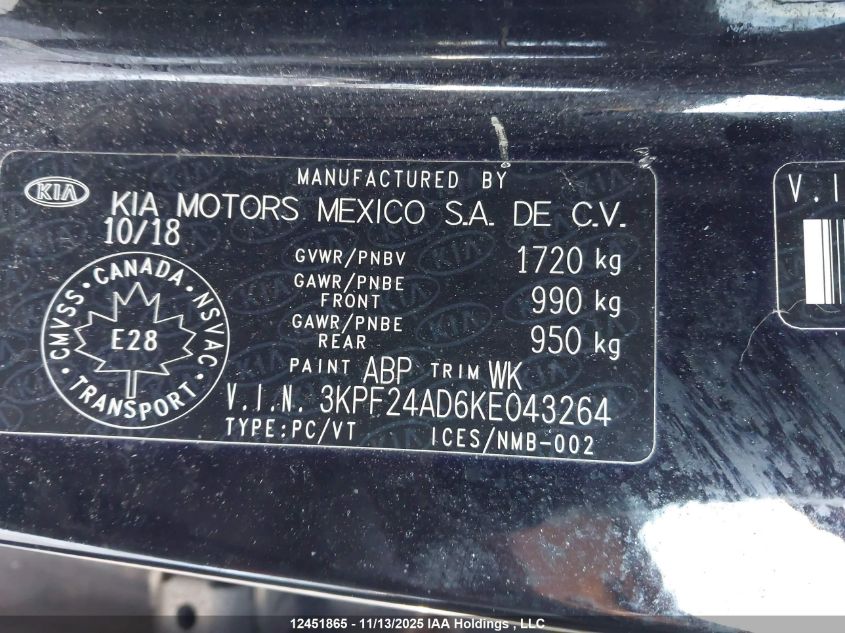 MANUFACTURED BY
KIA
KIA MOTORS MEXICO S.A. DE C.V.
10/18
GVWR/PNBV 1720 kg
GAWR/PNBE FRONT 990 kg
GAWR/PNBE REAR 950 kg
CMVSS · CANADA · NSVAC
E28
TRANSPORT
PAINT ABP TRIM WK
V.I.N. 3KPF24AD6KE043264
TYPE:PC/VT ICES/NMB-002
V.I
12451865 - 11/13/2025 IAA Holdings , LLC